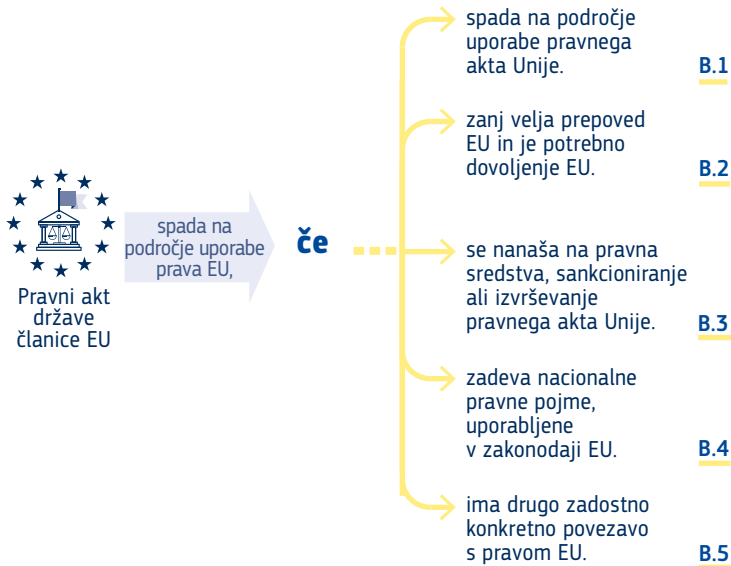 Pravni akt
države
članice EU
spada na
področje uporabe
prava EU,
če
spada na področje
uporabe pravnega
akta Unije.
B.1
zanj velja prepoved
EU in je potrebno
dovoljenje EU.
B.2
se nanaša na pravna
sredstva, sankcioniranje
ali izvrševanje
pravnega akta Unije.
B.3
zadeva nacionalne
pravne pojme,
uporabljene
v zakonodaji EU.
B.4
ima drugo zadostno
konkretno povezavo
s pravom EU.
B.5